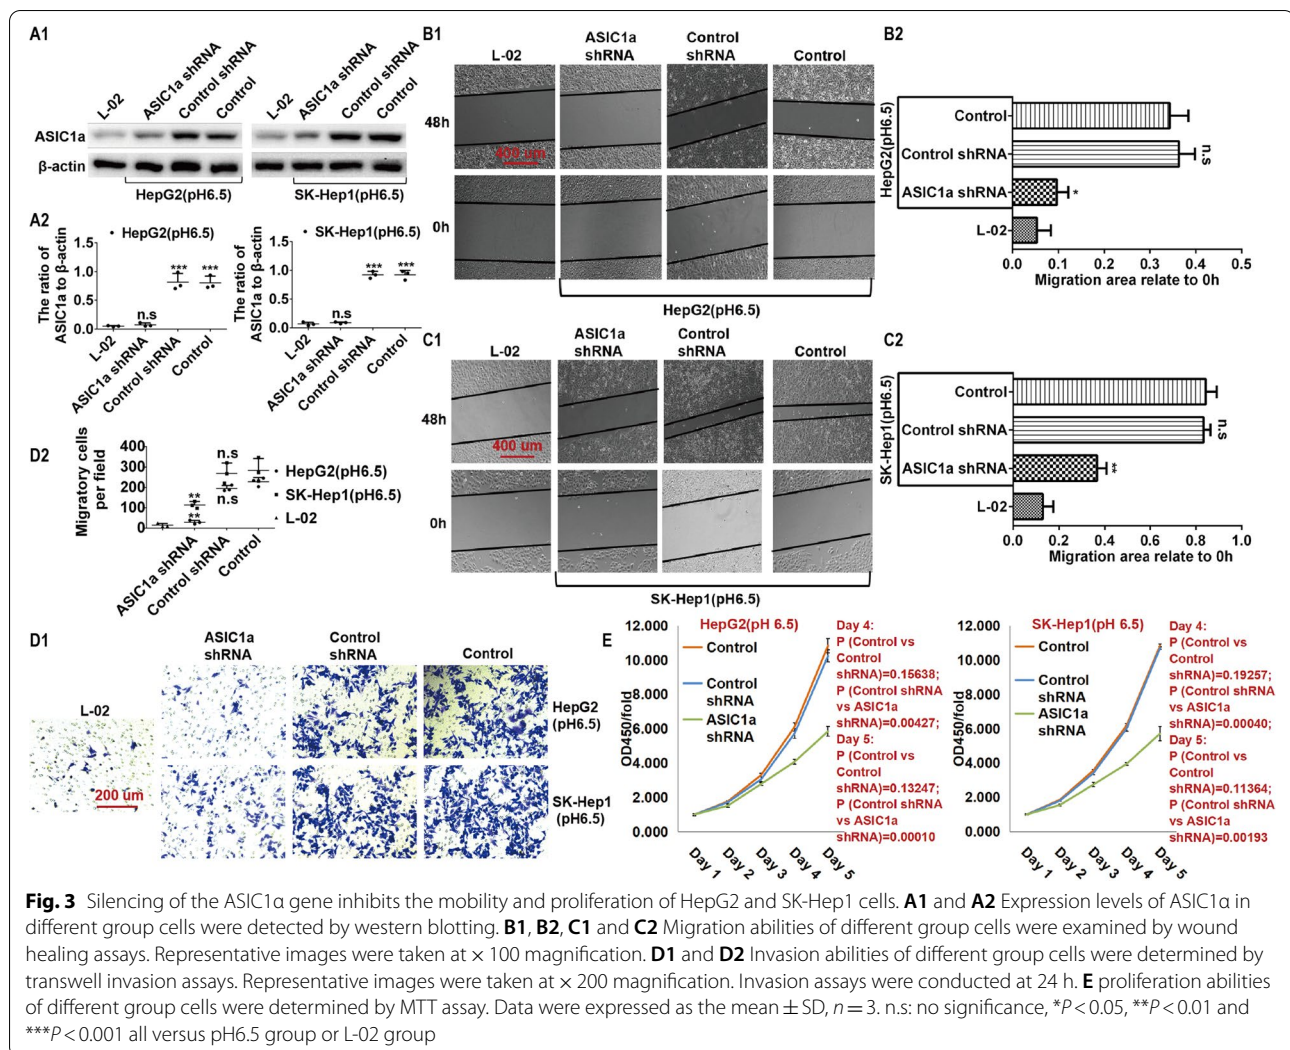 A1
L-02
ASIC1a shRNA
Control shRNA
Control
L-02
ASIC1a shRNA
Control shRNA
Control
ASIC1a
β-actin
HepG2(pH6.5)
SK-Hep1(pH6.5)
A2
HepG2(pH6.5)
The ratio of
ASIC1a to β-actin
1.5
1.0
0.5
0.0
n.s
***
***
L-02
ASIC1a shRNA
Control shRNA
Control
SK-Hep1(pH6.5)
The ratio of
ASIC1a to β-actin
1.5
1.0
0.5
0.0
n.s
***
***
L-02
ASIC1a shRNA
Control shRNA
Control
B1
L-02
ASIC1a
shRNA
Control
shRNA
Control
48h
400 um
0h
HepG2(pH6.5)
B2
HepG2(pH6.5)
Control
Control shRNA
n.s
ASIC1a shRNA
*
L-02
0.0 0.1 0.2 0.3 0.4 0.5
Migration area relate to 0h
C1
L-02
ASIC1a
shRNA
Control
shRNA
Control
48h
400 um
0h
SK-Hep1(pH6.5)
C2
SK-Hep1(pH6.5)
Control
Control shRNA
n.s
ASIC1a shRNA
**
L-02
0.0 0.2 0.4 0.6 0.8 1.0
Migration area relate to 0h
D2
Migratory cells
per field
400
300
200
100
0
**
**
n.s
n.s
HepG2(pH6.5)
SK-Hep1(pH6.5)
L-02
ASIC1a shRNA
Control shRNA
Control
D1
L-02
200 um
ASIC1a
shRNA
Control
shRNA
Control
HepG2
(pH6.5)
SK-Hep1
(pH6.5)
E
HepG2(pH 6.5)
OD450/fold
12.000
10.000
8.000
6.000
4.000
2.000
0.000
Control
Control
shRNA
ASIC1a
shRNA
Day 1
Day 2
Day 3
Day 4
Day 5
Day 4:
P (Control vs
Control
shRNA)=0.15638;
P (Control shRNA
vs ASIC1a
shRNA)=0.00427;
Day 5:
P (Control vs
Control
shRNA)=0.13247;
P (Control shRNA
vs ASIC1a
shRNA)=0.00010
SK-Hep1(pH 6.5)
OD450/fold
12.000
10.000
8.000
6.000
4.000
2.000
0.000
Control
Control
shRNA
ASIC1a
shRNA
Day 1
Day 2
Day 3
Day 4
Day 5
Day 4:
P (Control vs
Control
shRNA)=0.19257;
P (Control shRNA
vs ASIC1a
shRNA)=0.00040;
Day 5:
P (Control vs
Control
shRNA)=0.11364;
P (Control shRNA
vs ASIC1a
shRNA)=0.00193
Fig. 3 Silencing of the ASIC1α gene inhibits the mobility and proliferation of HepG2 and SK-Hep1 cells. A1 and A2 Expression levels of ASIC1α in
different group cells were detected by western blotting. B1, B2, C1 and C2 Migration abilities of different group cells were examined by wound
healing assays. Representative images were taken at × 100 magnification. D1 and D2 Invasion abilities of different group cells were determined by
transwell invasion assays. Representative images were taken at × 200 magnification. Invasion assays were conducted at 24 h. E proliferation abilities
of different group cells were determined by MTT assay. Data were expressed as the mean ± SD, n = 3. n.s: no significance, *P < 0.05, **P < 0.01 and
***P < 0.001 all versus pH6.5 group or L-02 group